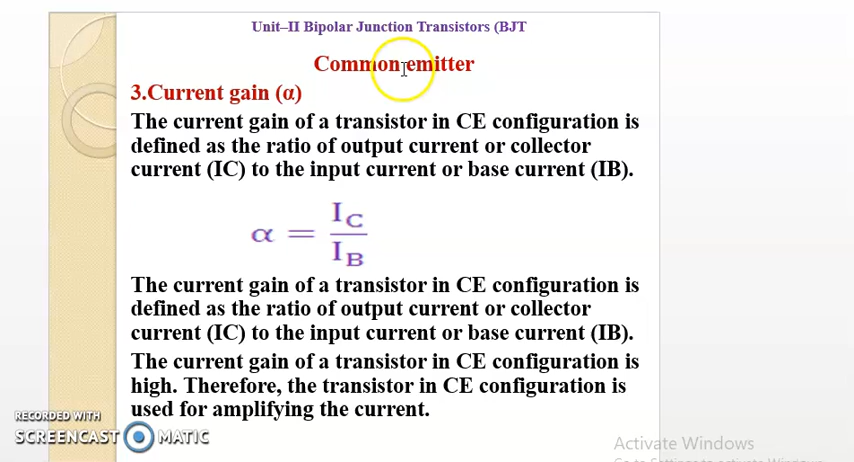 Unit–II Bipolar Junction Transistors (BJT
Common emitter
3.Current gain (α)
The current gain of a transistor in CE configuration is
defined as the ratio of output current or collector
current (IC) to the input current or base current (IB).
α = I_C / I_B
The current gain of a transistor in CE configuration is
defined as the ratio of output current or collector
current (IC) to the input current or base current (IB).
The current gain of a transistor in CE configuration is
high. Therefore, the transistor in CE configuration is
used for amplifying the current.
RECORDED WITH
SCREENCAST MATIC
Activate Windows